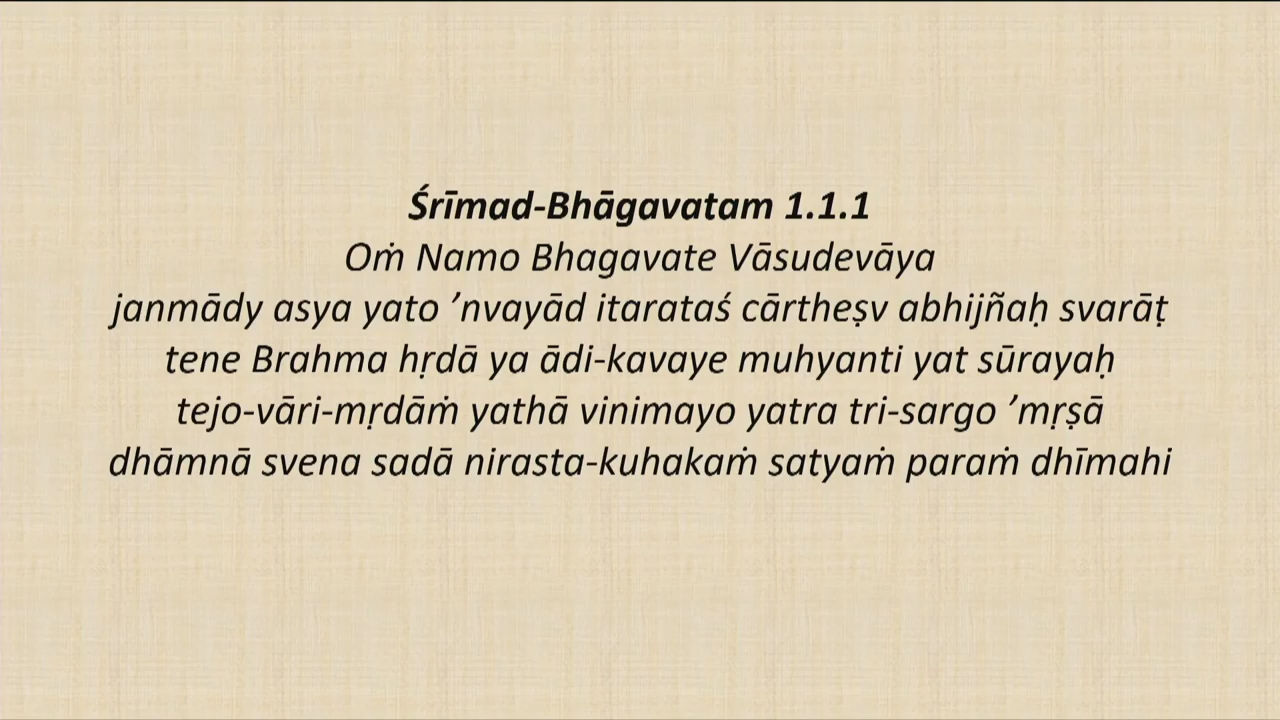 Śrīmad-Bhāgavatam 1.1.1
Oṁ Namo Bhagavate Vāsudevāya
janmādy asya yato ’nvayād itarataś cārtheṣv abhijñaḥ svarāṭ
tene Brahma hṛdā ya ādi-kavaye muhyanti yat sūrayaḥ
tejo-vāri-mṛdāṁ yathā vinimayo yatra tri-sargo ’mṛṣā
dhāmnā svena sadā nirasta-kuhakaṁ satyaṁ paraṁ dhīmahi